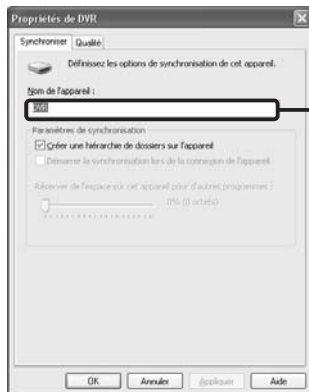 Propriétés de DVR
Synchroniser
Qualité
Définissez les options de synchronisation de cet appareil.
Nom de l'appareil :
DVR
Paramètres de synchronisation
Créer une hiérarchie de dossiers sur l'appareil
Démarrer la synchronisation lors de la connexion de l'appareil
Réserver de l'espace sur cet appareil pour d'autres programmes :
0% (0 octets)
OK
Annuler
Appliquer
Aide